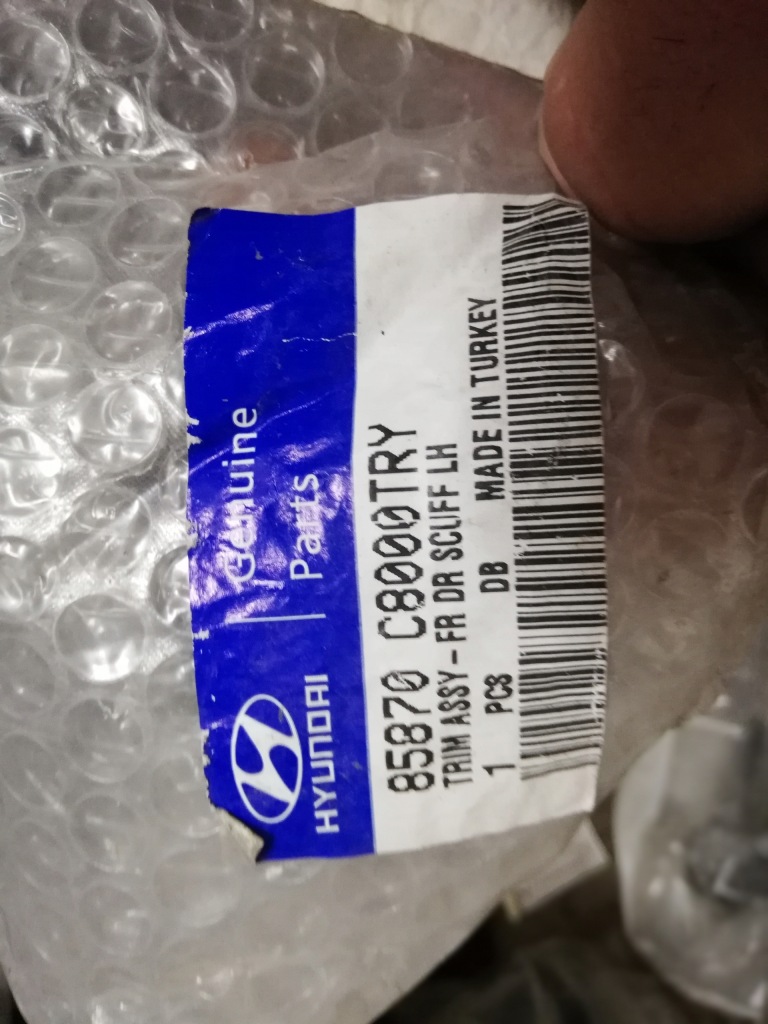 HYUNDAI
Genuine
Parts
85870 C8000TRY
TRIM ASSY-FR DR SCUFF LH
1 PCS DB MADE IN TURKEY